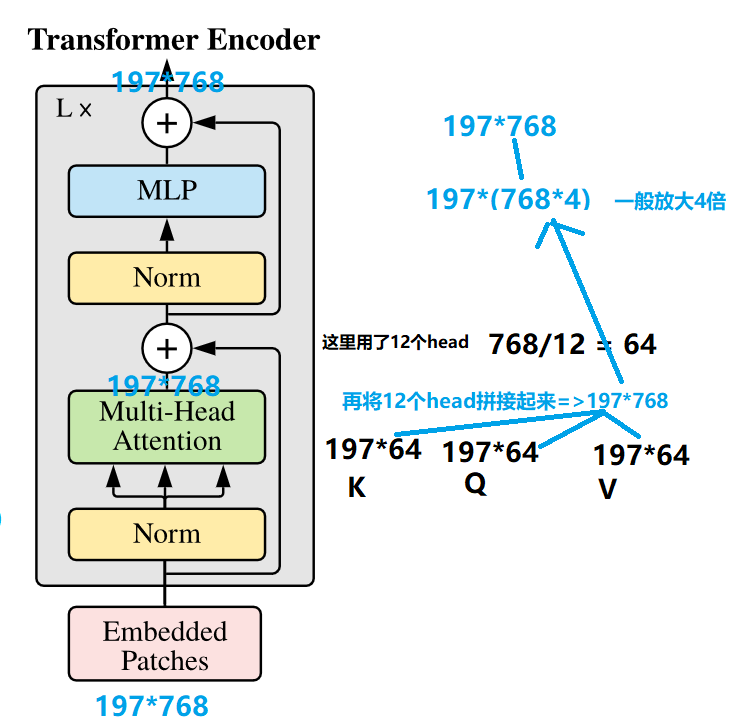 Transformer Encoder
197*768
L ×
+
MLP
Norm
+
197*768
Multi-Head
Attention
Norm
Embedded
Patches
197*768
197*768
197*(768*4) 一般放大4倍
这里用了12个head 768/12 = 64
再将12个head拼接起来=>197*768
197*64 197*64 197*64
K Q V